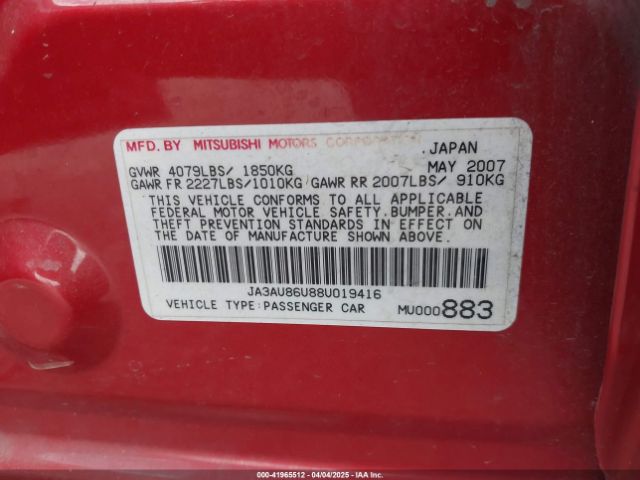 MFD. BY MITSUBISHI MOTORS CORPORATION, JAPAN
GVWR 4079LBS/ 1850KG MAY 2007
GAWR FR 2227LBS/1010KG GAWR RR 2007LBS/ 910KG
THIS VEHICLE CONFORMS TO ALL APPLICABLE
FEDERAL MOTOR VEHICLE SAFETY, BUMPER, AND
THEFT PREVENTION STANDARDS IN EFFECT ON
THE DATE OF MANUFACTURE SHOWN ABOVE.
JA3AU86U88U019416
VEHICLE TYPE: PASSENGER CAR MU000883
000-41965512 - 04/04/2025 - IAAI.COM